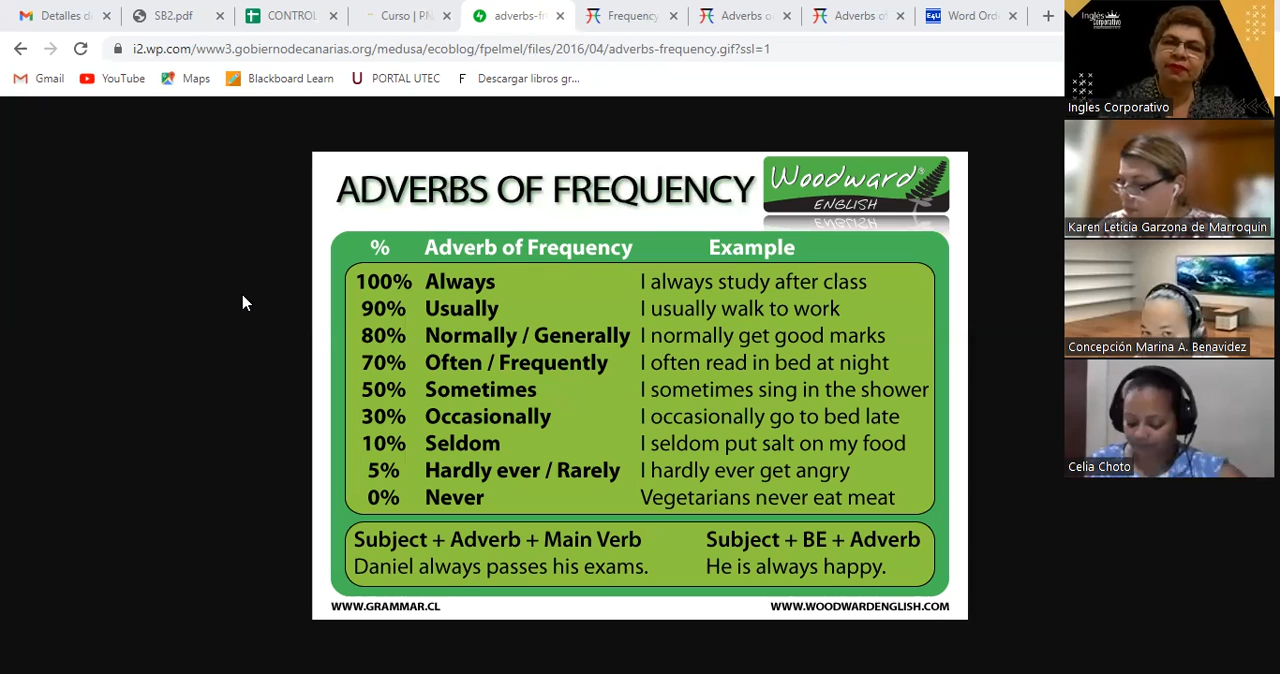 Detalles d
SB2.pdf
CONTROL
Curso | PN
adverbs-fr
Frequency
Adverbs o
Adverbs of
Word Orde
i2.wp.com/www3.gobiernodecanarias.org/medusa/ecoblog/fpelmel/files/2016/04/adverbs-frequency.gif?ssl=1
Gmail YouTube Maps Blackboard Learn PORTAL UTEC Descargar libros gr...
ADVERBS OF FREQUENCY
Woodward®
ENGLISH
% Adverb of Frequency Example
100% Always I always study after class
90% Usually I usually walk to work
80% Normally / Generally I normally get good marks
70% Often / Frequently I often read in bed at night
50% Sometimes I sometimes sing in the shower
30% Occasionally I occasionally go to bed late
10% Seldom I seldom put salt on my food
5% Hardly ever / Rarely I hardly ever get angry
0% Never Vegetarians never eat meat
Subject + Adverb + Main Verb Subject + BE + Adverb
Daniel always passes his exams. He is always happy.
WWW.GRAMMAR.CL WWW.WOODWARDENGLISH.COM
Inglés
corporativo
Ingles Corporativo
Karen Leticia Garzona de Marroquin
Concepción Marina A. Benavidez
Celia Choto